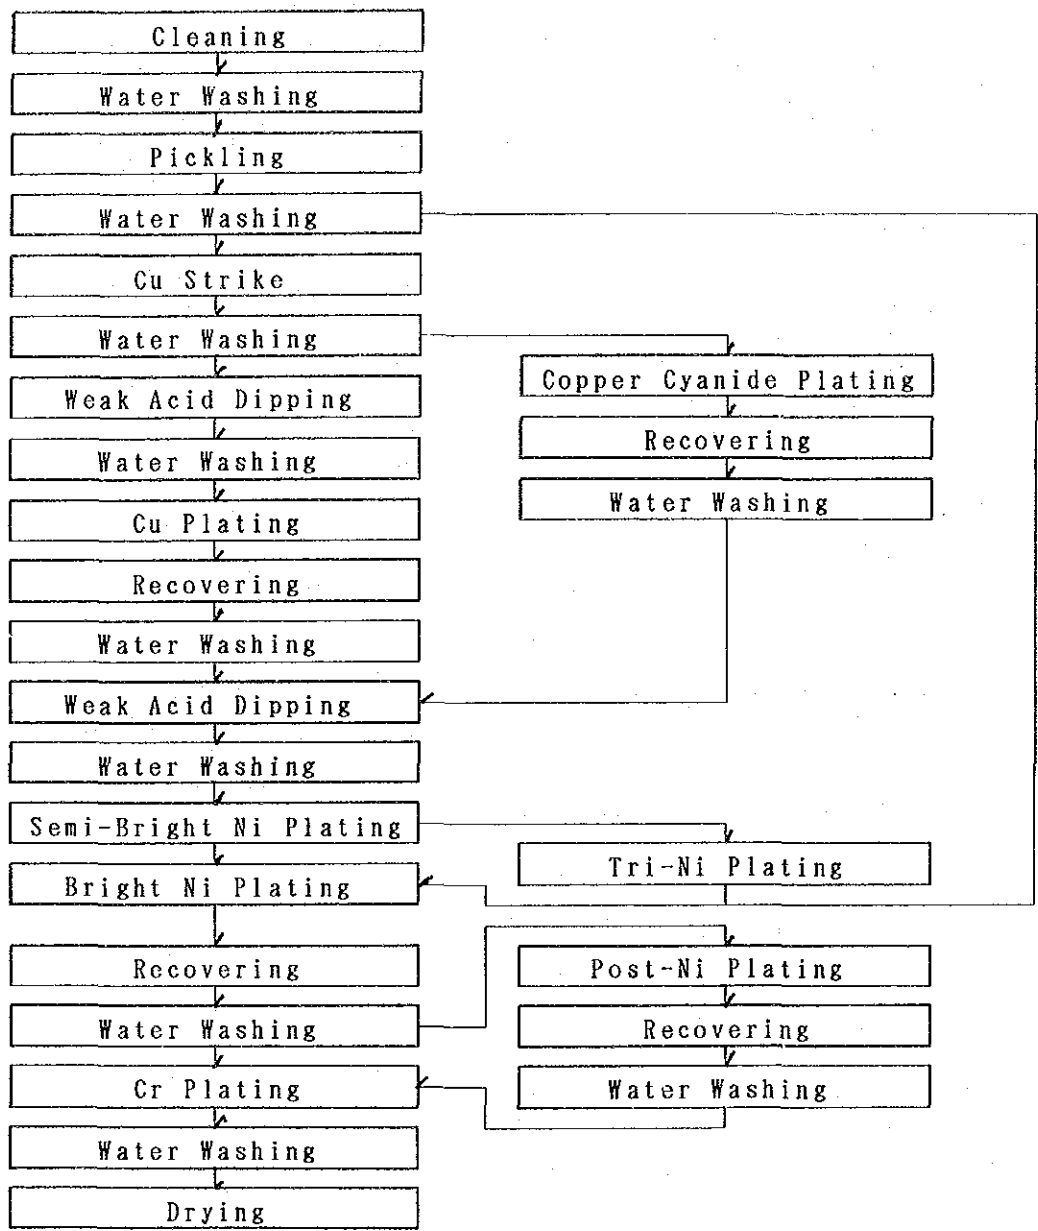 Cleaning
Water Washing
Pickling
Water Washing
Cu Strike
Water Washing
Weak Acid Dipping
Water Washing
Cu Plating
Recovering
Water Washing
Weak Acid Dipping
Water Washing
Semi-Bright Ni Plating
Bright Ni Plating
Recovering
Water Washing
Cr Plating
Water Washing
Drying
Copper Cyanide Plating
Recovering
Water Washing
Tri-Ni Plating
Post-Ni Plating
Recovering
Water Washing